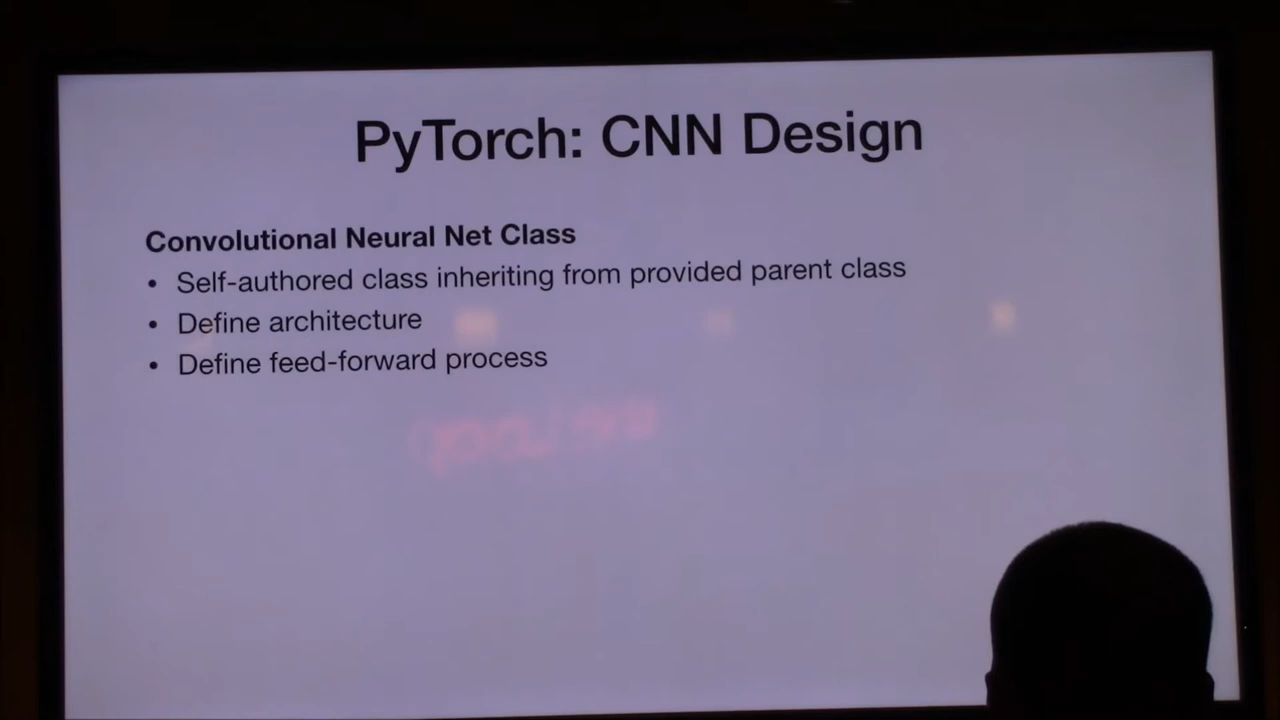 PyTorch: CNN Design
Convolutional Neural Net Class
• Self-authored class inheriting from provided parent class
• Define architecture
• Define feed-forward process